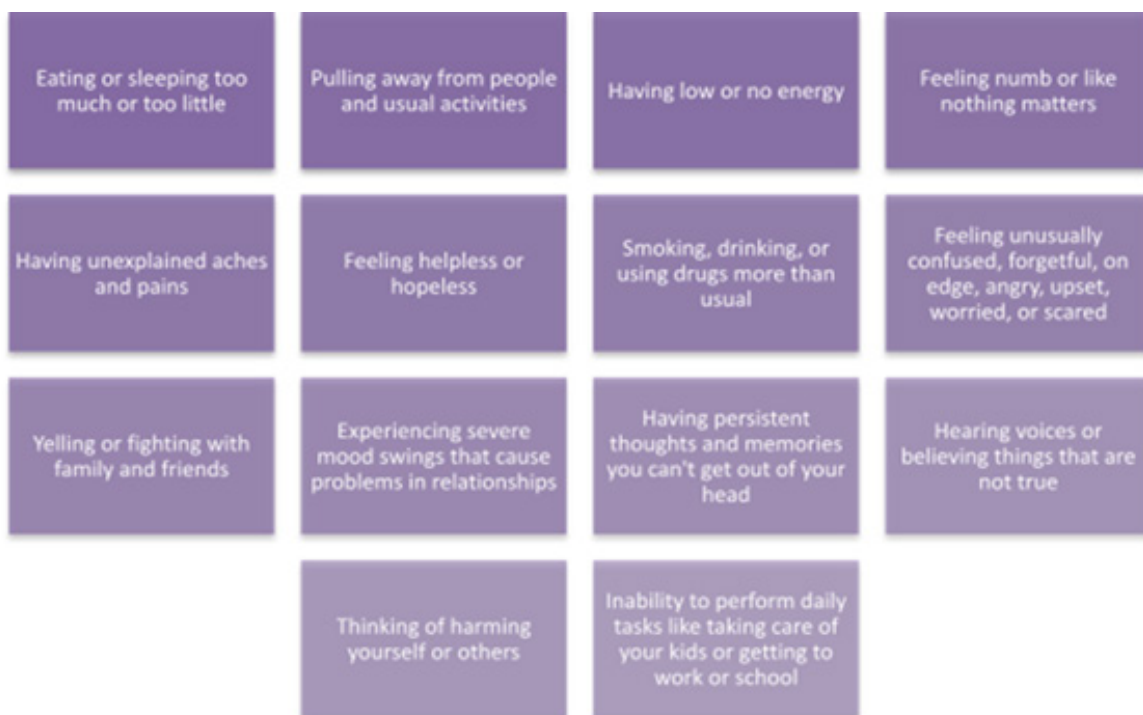 Eating or sleeping too
much or too little
Pulling away from people
and usual activities
Having low or no energy
Feeling numb or like
nothing matters
Having unexplained aches
and pains
Feeling helpless or
hopeless
Smoking, drinking, or
using drugs more than
usual
Feeling unusually
confused, forgetful, on
edge, angry, upset,
worried, or scared
Yelling or fighting with
family and friends
Experiencing severe
mood swings that cause
problems in relationships
Having persistent
thoughts and memories
you can't get out of your
head
Hearing voices or
believing things that are
not true
Thinking of harming
yourself or others
Inability to perform daily
tasks like taking care of
your kids or getting to
work or school